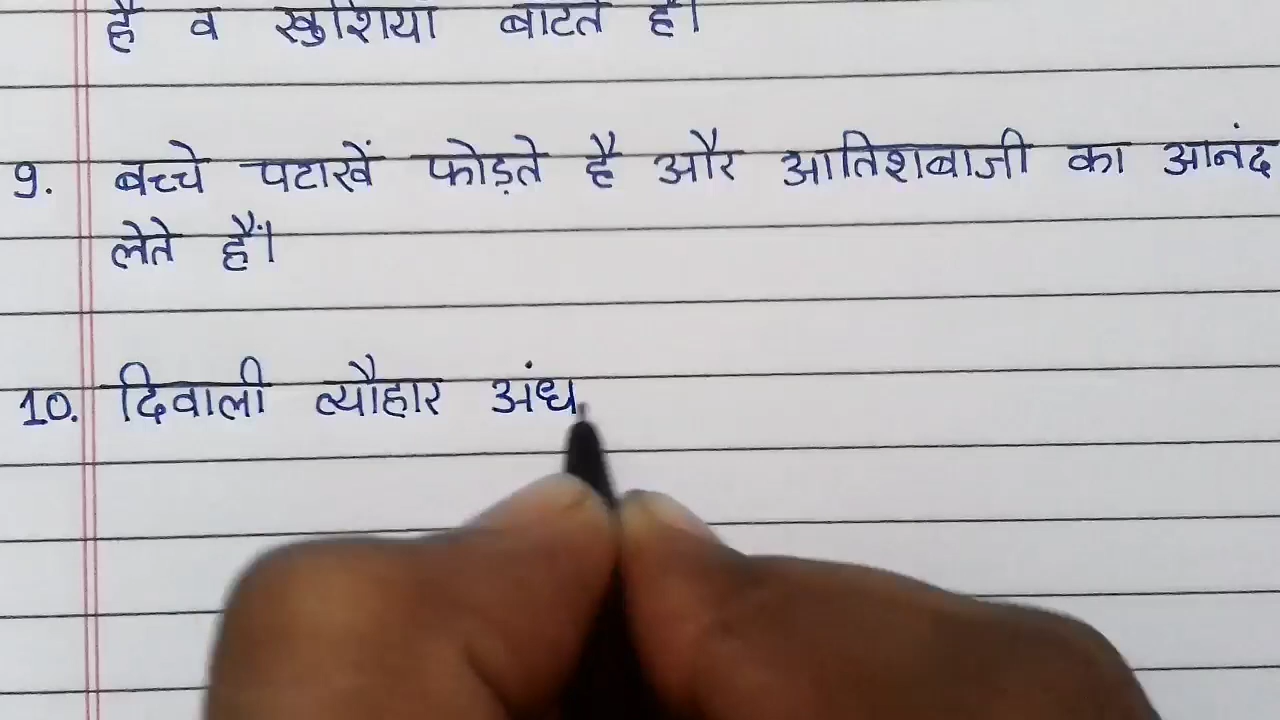 है व खुशियां बांटते हैं।
9. बच्चे पटाखें फोड़ते है और आतिशबाजी का आनंद
लेते हैं।
10. दिवाली त्यौहार अंध